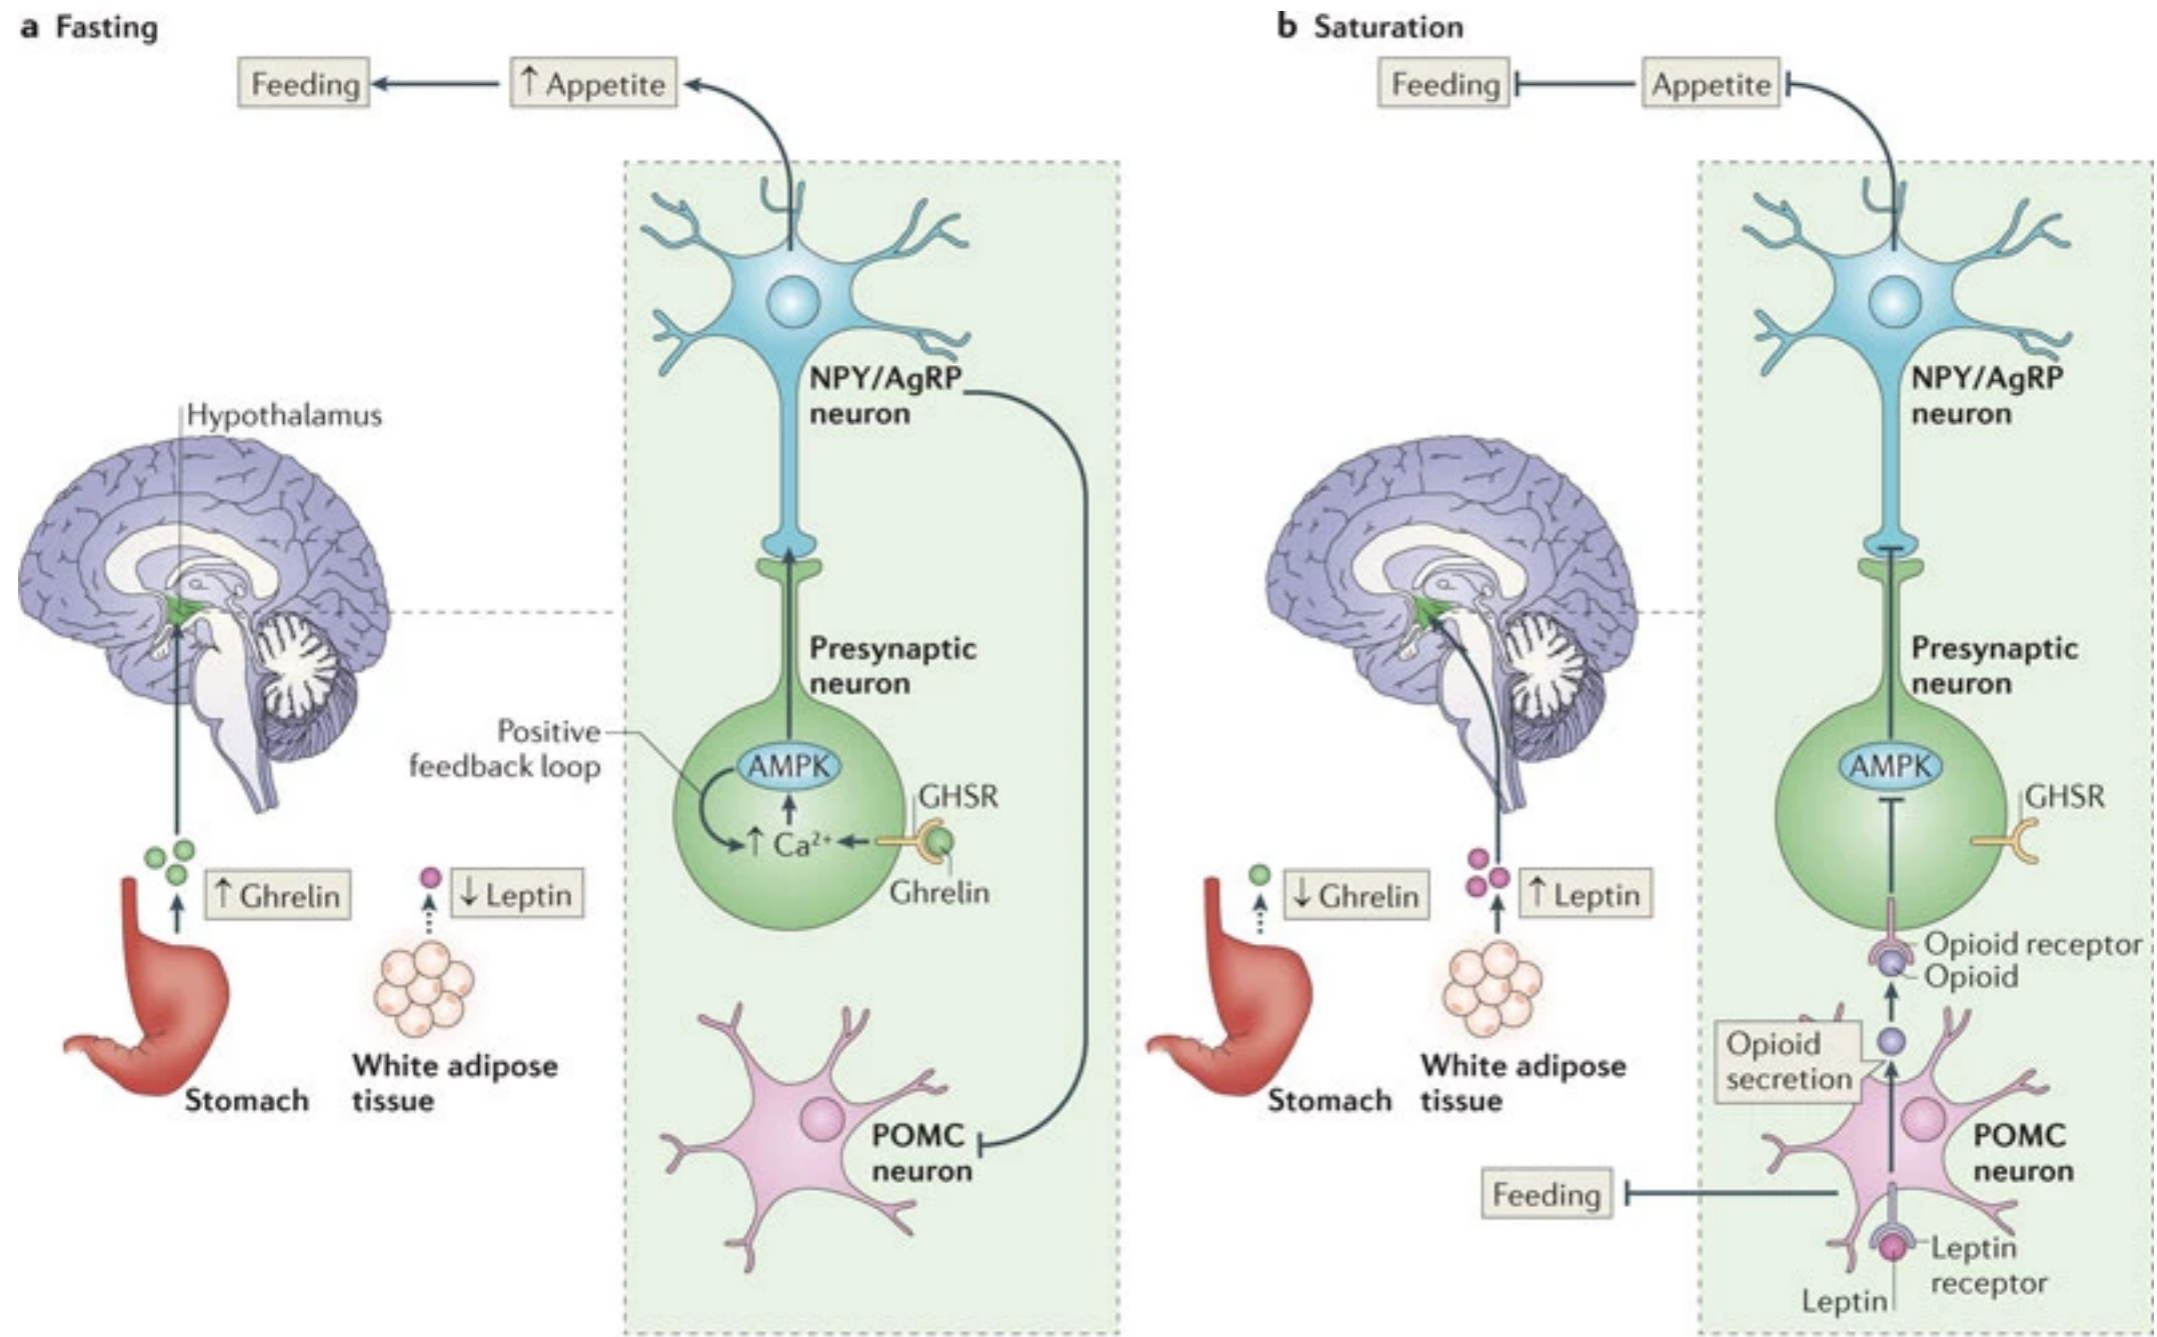 a Fasting
Feeding
↑ Appetite
NPY/AgRP
neuron
Hypothalamus
Presynaptic
neuron
Positive
feedback loop
AMPK
GHSR
↑ Ca²⁺
Ghrelin
↑ Ghrelin
↓ Leptin
White adipose
tissue
Stomach
POMC
neuron
b Saturation
Feeding
Appetite
NPY/AgRP
neuron
Presynaptic
neuron
AMPK
GHSR
↓ Ghrelin
↑ Leptin
Opioid receptor
Opioid
Opioid
secretion
White adipose
tissue
Stomach
POMC
neuron
Feeding
Leptin
receptor
Leptin